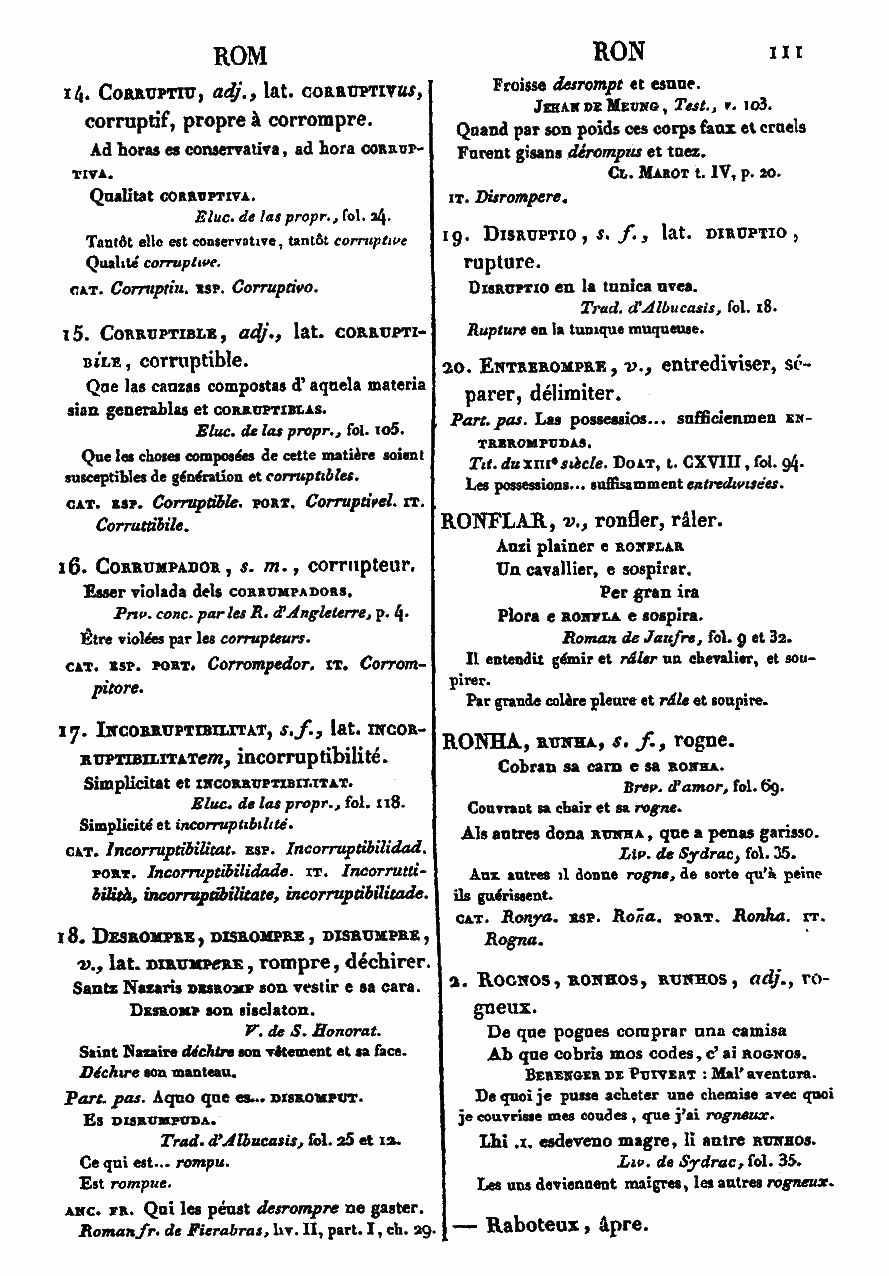 ROM
14. CORRUPTIU, adj., lat. CORRUPTIVus,
corruptif, propre à corrompre.
Ad horas es conservativa, ad hora CORRUP-
TIVA.
Qualitat CORRUPTIVA.
Eluc. de las propr., fol. 24.
Tantôt elle est conservative, tantôt corruptive
Qualité corruptive.
CAT. Corruptiu. ESP. Corruptivo.
15. CORRUPTIBLE, adj., lat. CORRUPTI-
BiLE, corruptible.
Que las cauzas compostas d'aquela materia
sian generablas et CORRUPTIBLAS.
Eluc. de las propr., fol. 105.
Que les choses composées de cette matière soient
susceptibles de génération et corruptibles.
CAT. ESP. Corruptible. PORT. Corruptivel. IT.
Corruttibile.
16. CORRUMPADOR, s. m., corrupteur.
Esser violada dels CORRUMPADORS.
Priv. conc. par les R. d'Angleterre, p. 4.
Être violées par les corrupteurs.
CAT. ESP. PORT. Corrompedor. IT. Corrom-
pitore.
17. INCORRUPTIBILITAT, s. f., lat. INCOR-
RUPTIBILITATem, incorruptibilité.
Simplicitat et INCORRUPTIBILITAT.
Eluc. de las propr., fol. 118.
Simplicité et incorruptibilité.
CAT. Incorruptibilitat. ESP. Incorruptibilidad.
PORT. Incorruptibilidade. IT. Incorrutti-
bilità, incorruptibilitate, incorruptibilitade.
18. DESROMPRE, DISROMPRE, DISRUMPRE,
v., lat. DIRUMPeRE, rompre, déchirer.
Santz Nazaris DESROMP son vestir e sa cara.
DESROMP son sisclaton.
V. de S. Honorat.
Saint Nazaire déchire son vêtement et sa face.
Déchire son manteau.
Part. pas. Aquo que es... DISROMPUT.
Es DISRUMPUDA.
Trad. d'Albucasis, fol. 25 et 12.
Ce qui est... rompu.
Est rompue.
ANC. FR. Qui les péust desrompre ne gaster.
Roman fr. de Fierabras, liv. II, part. I, ch. 29.
RON 111
Froisse desrompt et esnue.
JEHAN DE MEUNG, Test., v. 103.
Quand par son poids ces corps faux et cruels
Furent gisans dérompus et tuez.
CL. MAROT t. IV, p. 20.
IT. Disrompere.
19. DISRUPTIO, s. f., lat. DIRUPTIO,
rupture.
DISRUPTIO en la tunica uvea.
Trad. d'Albucasis, fol. 18.
Rupture en la tunique muqueuse.
20. ENTREROMPRE, v., entrediviser, sé-
parer, délimiter.
Part. pas. Las possessios... sufficienmen EN-
TREROMPUDAS.
Tit. du XIIIe siècle. DOAT, t. CXVIII, fol. 94.
Les possessions... suffisamment entredivisées.
RONFLAR, v., ronfler, râler.
Auzi plainer e RONFLAR
Un cavallier, e sospirar.
Per gran ira
Plora e RONFLA e sospira.
Roman de Jaufre, fol. 9 et 32.
Il entendit gémir et râler un chevalier, et sou-
pirer.
Par grande colère pleure et râle et soupire.
RONHA, RUNHA, s. f., rogne.
Cobran sa carn e sa RONHA.
Brev. d'amor, fol. 69.
Couvrant sa chair et sa rogne.
Als autres dona RUNHA, que a penas garisso.
Liv. de Sydrac, fol. 35.
Aux autres il donne rogne, de sorte qu'à peine
ils guérissent.
CAT. Ronya. ESP. Roña. PORT. Ronha. IT.
Rogna.
2. ROGNOS, RONHOS, RUNHOS, adj., ro-
gneux.
De que pogues comprar una camisa
Ab que cobris mos codes, c'ai ROGNOS.
BERENGER DE PUIVERT : Mal' aventura.
De quoi je pusse acheter une chemise avec quoi
je couvrisse mes coudes, que j'ai rogneux.
Lhi .I. esdeveno magre, li autre RUNHOS.
Liv. de Sydrac, fol. 35.
Les uns deviennent maigres, les autres rogneux.
— Raboteux, âpre.